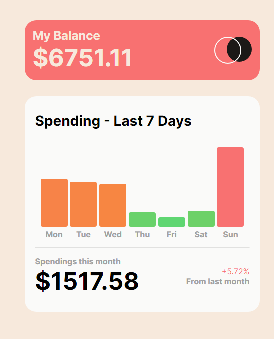 My Balance
$6751.11
Spending - Last 7 Days
Mon Tue Wed Thu Fri Sat Sun
Spendings this month
$1517.58
+5.72%
From last month